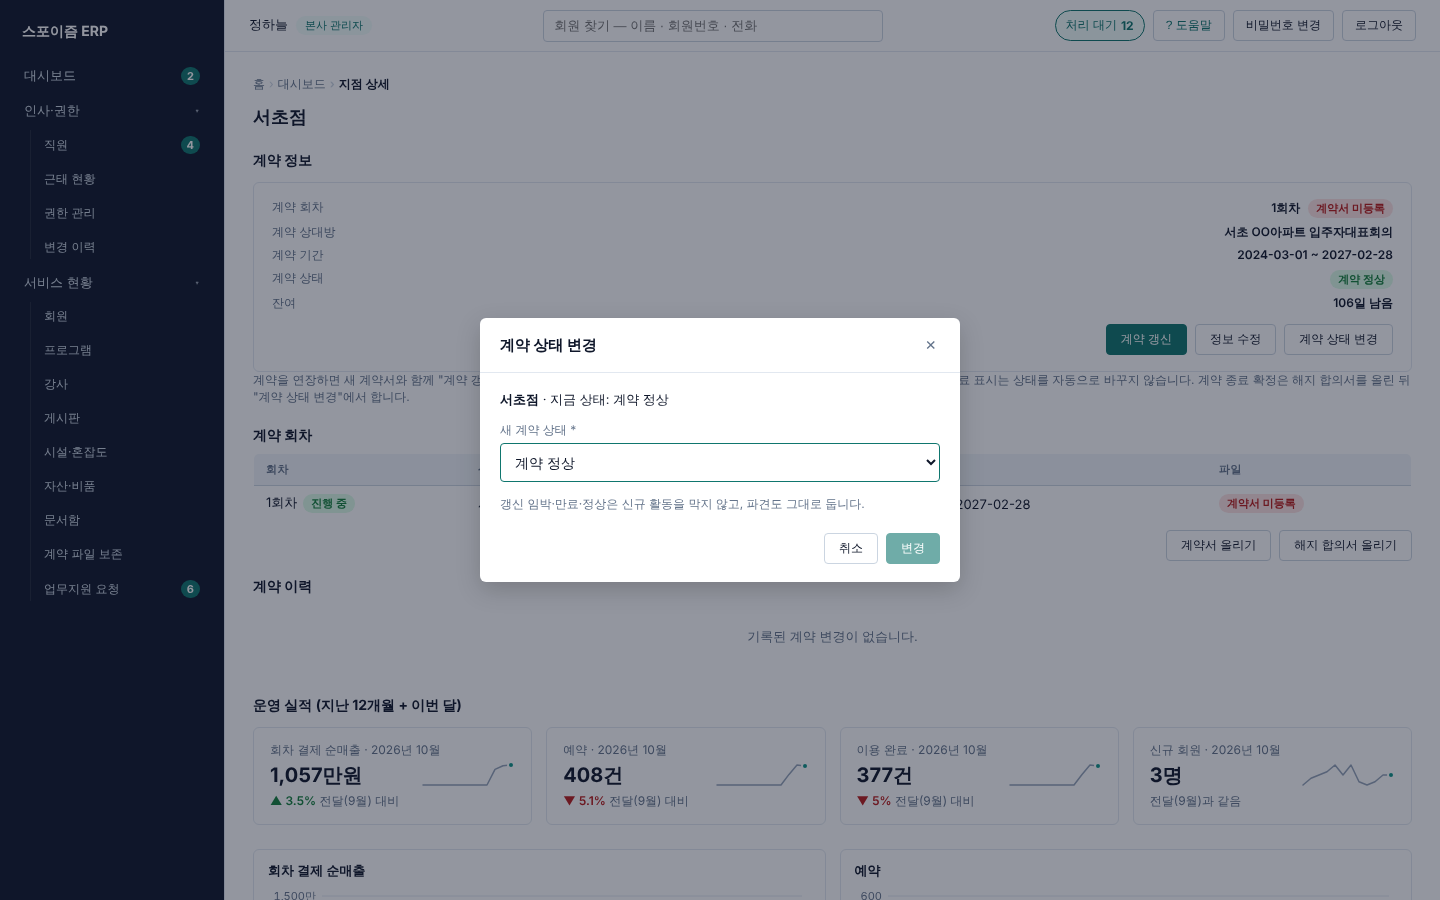 스포이즘 ERP
정하늘 본사 관리자
회원 찾기 — 이름 · 회원번호 · 전화
처리 대기 12
? 도움말
비밀번호 변경
로그아웃
대시보드 2
인사·권한
직원 4
근태 현황
권한 관리
변경 이력
서비스 현황
회원
프로그램
강사
게시판
시설·혼잡도
자산·비품
문서함
계약 파일 보존
업무지원 요청 6
홈 › 대시보드 › 지점 상세
서초점
계약 정보
계약 회차 1회차 계약서 미등록
계약 상대방 서초 OO아파트 입주자대표회의
계약 기간 2024-03-01 ~ 2027-02-28
계약 상태 계약 정상
잔여 106일 남음
계약 갱신 정보 수정 계약 상태 변경
계약을 연장하면 새 계약서와 함께 "계약 표시는 상태를 자동으로 바꾸지 않습니다. 계약 종료 확정은 해지 합의서를 올린 뒤
"계약 상태 변경"에서 합니다.
계약 회차
회차 파일
1회차 진행 중 2027-02-28 계약서 미등록
계약서 올리기 해지 합의서 올리기
계약 상태 변경 ×
서초점 · 지금 상태: 계약 정상
새 계약 상태 *
계약 정상
갱신 임박·만료·정상은 신규 활동을 막지 않고, 파견도 그대로 둡니다.
취소 변경
계약 이력
기록된 계약 변경이 없습니다.
운영 실적 (지난 12개월 + 이번 달)
회차 결제 순매출 · 2026년 10월
1,057만원
▲ 3.5% 전달(9월) 대비
예약 · 2026년 10월
408건
▼ 5.1% 전달(9월) 대비
이용 완료 · 2026년 10월
377건
▼ 5% 전달(9월) 대비
신규 회원 · 2026년 10월
3명
전달(9월)과 같음
회차 결제 순매출
1,500만
예약
600